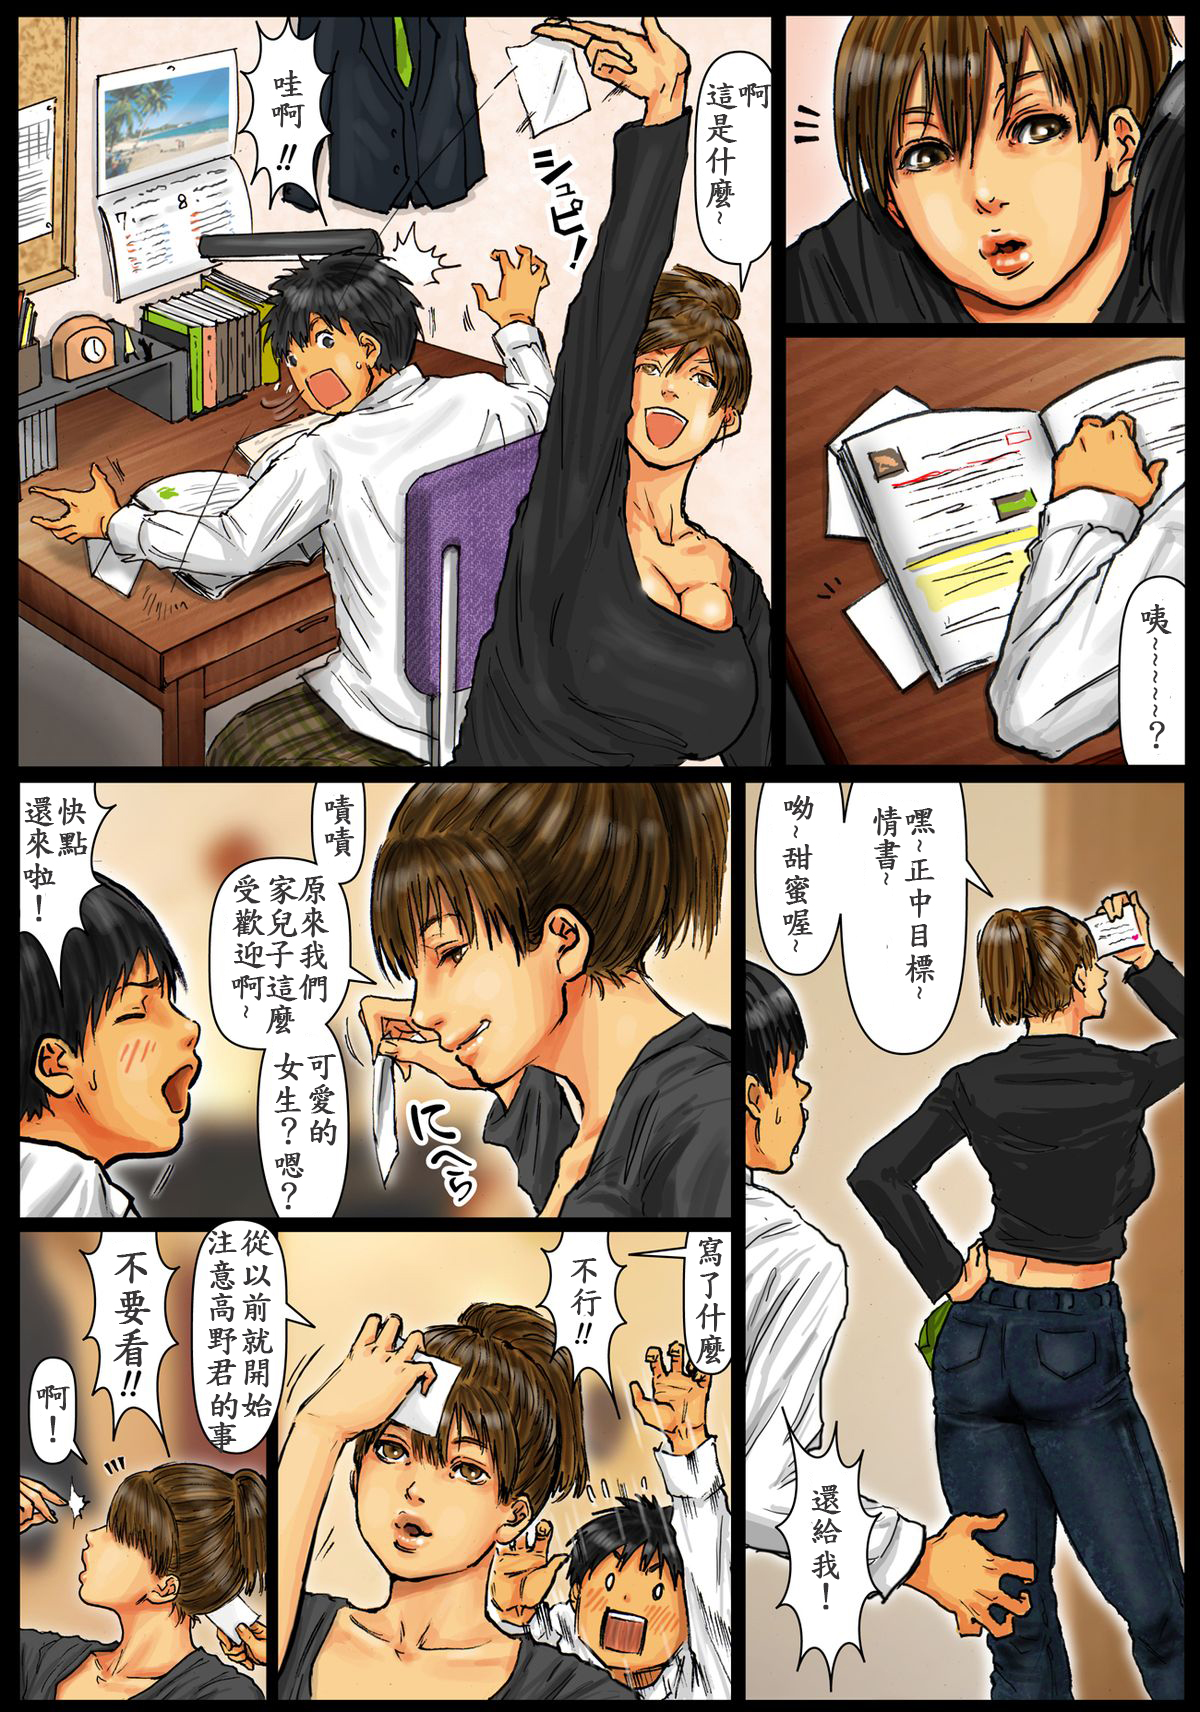 咦~~~~~?
啊
這是什麼~
シュピ!
哇啊
!!
7.
8.
嘿~正中目標~
情書~
呦~甜蜜喔~
還給我!
嘖嘖
原來我們
家兒子這麼
受歡迎啊~
可愛的
女生?嗯?
にへら
快點
還來啦!
寫了什麼
不行!!
從以前就開始
注意高野君的事
不要看!!
啊!